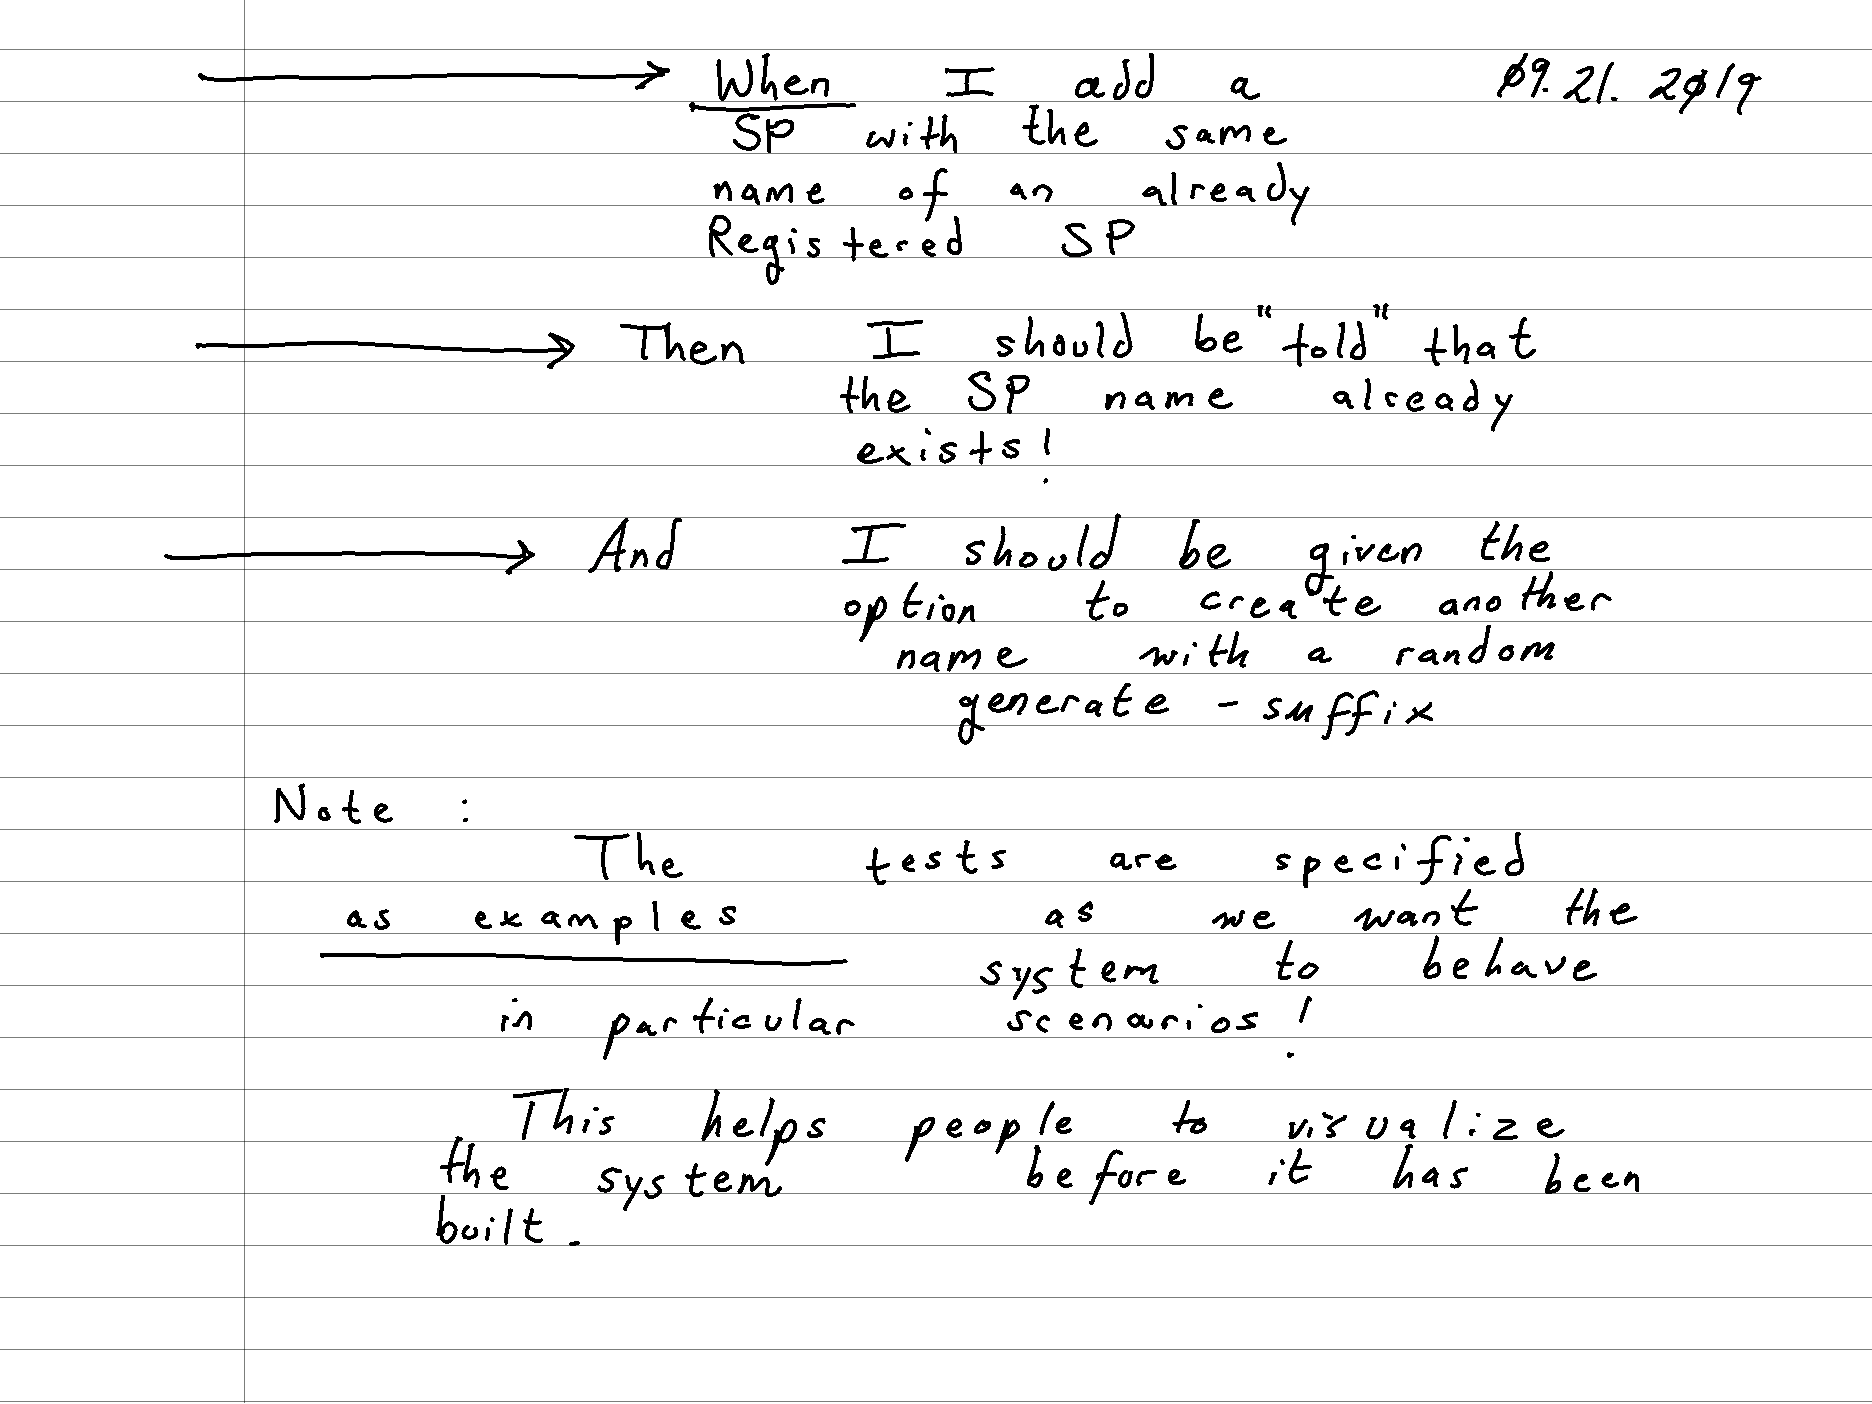 When I add a 09.21.2019
SP with the same
name of an already
Registered SP
Then I should be "told" that
the SP name already
exists!
And I should be given the
option to create another
name with a random
generate - suffix
Note :
The tests are specified
as examples as we want the
system to behave
in particular scenarios!
This helps people to visualize
the system before it has been
built.